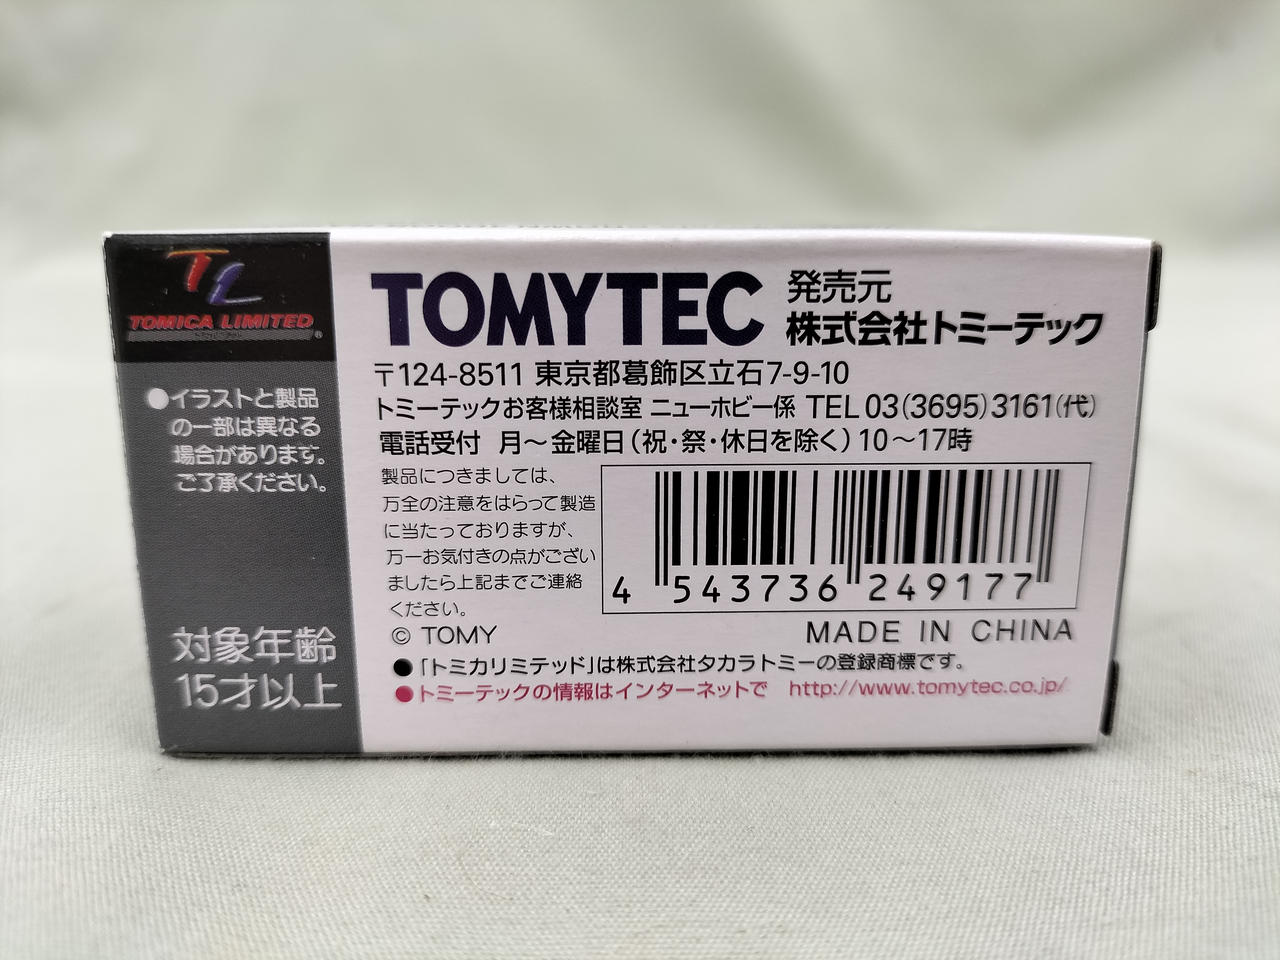 TL
TOMICA LIMITED
®
●イラストと製品
の一部は異なる
場合があります。
ご了承ください。
対象年齢
15才以上
TOMYTEC
発売元
株式会社トミーテック
〒124-8511 東京都葛飾区立石7-9-10
トミーテックお客様相談室 ニューホビー係 TEL 03(3695)3161(代)
電話受付 月～金曜日(祝・祭・休日を除く)10～17時
製品につきましては、
万全の注意をはらって製造
に当たっておりますが、
万一お気付きの点がござい
ましたら上記までご連絡
ください。
4 543736 249177
© TOMY
MADE IN CHINA
●「トミカリミテッド」は株式会社タカラトミーの登録商標です。
●トミーテックの情報はインターネットで http://www.tomytec.co.jp/